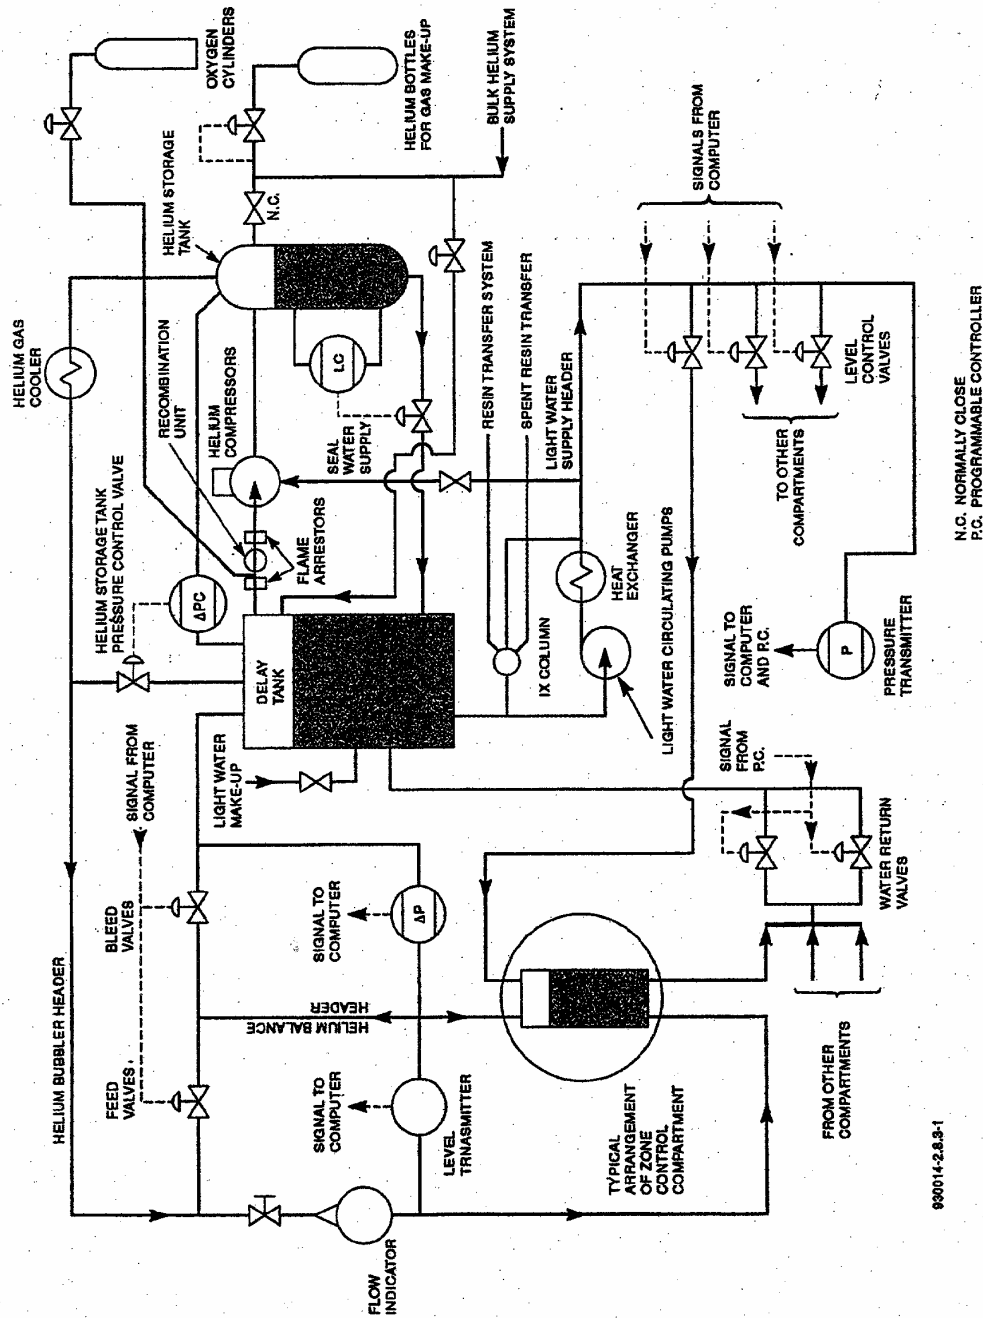 OXYGEN
CYLINDERS
HELIUM BOTTLES
FOR GAS MAKE-UP
BULK HELIUM
SUPPLY SYSTEM
HELIUM STORAGE
TANK
N.C.
SIGNALS FROM
COMPUTER
HELIUM GAS
COOLER
RECOMBINATION
UNIT
HELIUM
COMPRESSORS
LC
SEAL
WATER
SUPPLY
RESIN TRANSFER SYSTEM
SPENT RESIN TRANSFER
LIGHT WATER
SUPPLY HEADER
LEVEL
CONTROL
VALVES
TO OTHER
COMPARTMENTS
HELIUM STORAGE TANK
PRESSURE CONTROL VALVE
ΔPC
FLAME
ARRESTORS
HEAT
EXCHANGER
IX COLUMN
LIGHT WATER CIRCULATING PUMPS
SIGNAL TO
COMPUTER
AND P.C.
P
PRESSURE
TRANSMITTER
DELAY
TANK
SIGNAL FROM
COMPUTER
LIGHT WATER
MAKE-UP
SIGNAL
FROM
P.C.
BLEED
VALVES
SIGNAL TO
COMPUTER
ΔP
WATER RETURN
VALVES
HELIUM BUBBLER HEADER
HELIUM BALANCE
HEADER
FEED
VALVES
SIGNAL TO
COMPUTER
LEVEL
TRNASMITTER
TYPICAL
ARRANGEMENT
OF ZONE
CONTROL
COMPARTMENT
FROM OTHER
COMPARTMENTS
FLOW
INDICATOR
N.C. NORMALLY CLOSE
P.C. PROGRAMMABLE CONTROLLER
930014-2.8.3-1